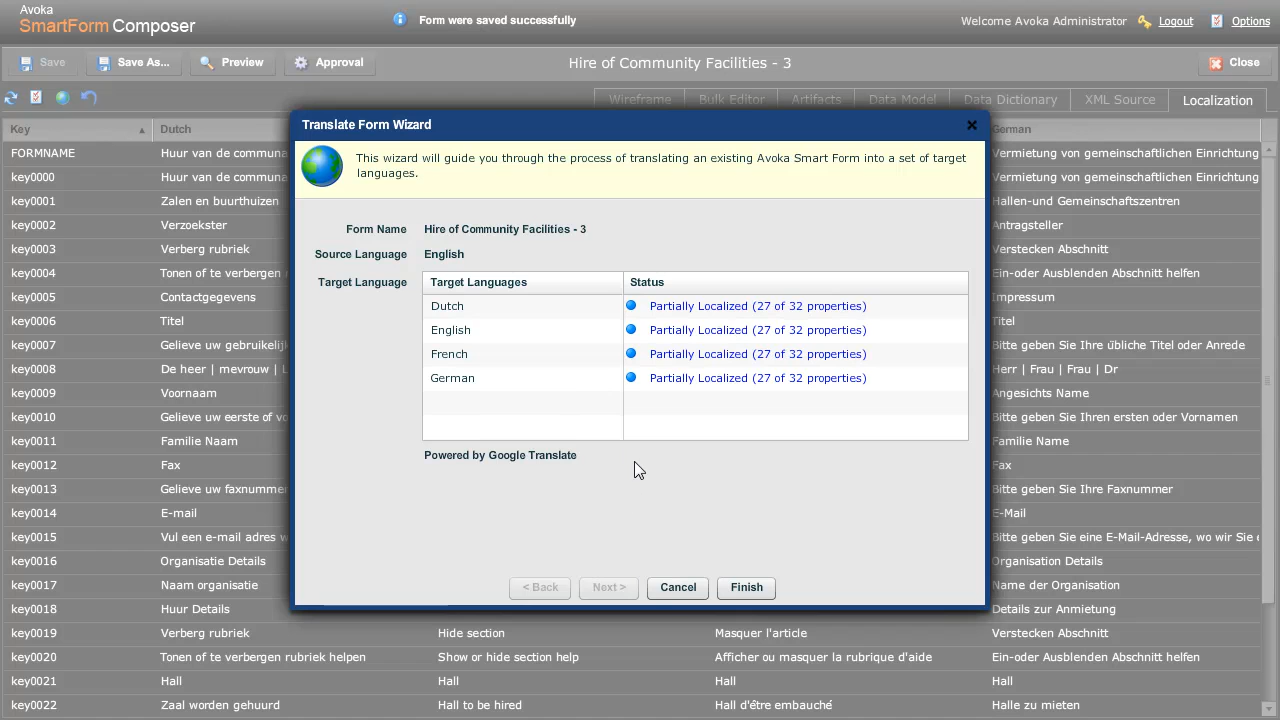 Avoka
SmartForm Composer
Form were saved successfully
Welcome Avoka Administrator
Logout
Options
Save
Save As...
Preview
Approval
Hire of Community Facilities - 3
Close
Wireframe
Bulk Editor
Artifacts
Data Model
Data Dictionary
XML Source
Localization
Translate Form Wizard
This wizard will guide you through the process of translating an existing Avoka Smart Form into a set of target
languages.
Form Name Hire of Community Facilities - 3
Source Language English
Target Language
Target Languages Status
Dutch Partially Localized (27 of 32 properties)
English Partially Localized (27 of 32 properties)
French Partially Localized (27 of 32 properties)
German Partially Localized (27 of 32 properties)
Powered by Google Translate
< Back
Next >
Cancel
Finish
Key Dutch German
FORMNAME Huur van de communa Vermietung von gemeinschaftlichen Einrichtung
key0000 Huur van de communa Vermietung von gemeinschaftlichen Einrichtung
key0001 Zalen en buurthuizen Hallen-und Gemeinschaftszentren
key0002 Verzoekster Antragsteller
key0003 Verberg rubriek Verstecken Abschnitt
key0004 Tonen of te verbergen r Ein-oder Ausblenden Abschnitt helfen
key0005 Contactgegevens Impressum
key0006 Titel Titel
key0007 Gelieve uw gebruikelijk Bitte geben Sie Ihre übliche Titel oder Anrede
key0008 De heer | mevrouw | L Herr | Frau | Frau | Dr
key0009 Voornaam Angesichts Name
key0010 Gelieve uw eerste of vo Bitte geben Sie Ihren ersten oder Vornamen
key0011 Familie Naam Familie Name
key0012 Fax Fax
key0013 Gelieve uw faxnummer Bitte geben Sie Ihre Faxnummer
key0014 E-mail E-Mail
key0015 Vul een e-mail adres w Bitte geben Sie eine E-Mail-Adresse, wo wir Sie
key0016 Organisatie Details Organisation Details
key0017 Naam organisatie Name der Organisation
key0018 Huur Details Details zur Anmietung
key0019 Verberg rubriek Hide section Masquer l'article Verstecken Abschnitt
key0020 Tonen of te verbergen rubriek helpen Show or hide section help Afficher ou masquer la rubrique d'aide Ein-oder Ausblenden Abschnitt helfen
key0021 Hall Hall Hall Hall
key0022 Zaal worden gehuurd Hall to be hired Hall d'être embauché Halle zu mieten